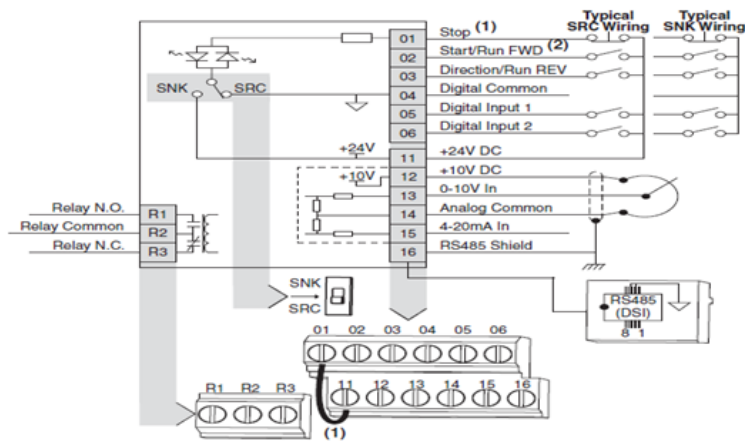 Typical SRC Wiring
Typical SNK Wiring
01 Stop (1)
02 Start/Run FWD (2)
03 Direction/Run REV
04 Digital Common
05 Digital Input 1
06 Digital Input 2
SNK
SRC
+24V
11 +24V DC
+10V
12 +10V DC
13 0-10V In
14 Analog Common
15 4-20mA In
16 RS485 Shield
Relay N.O. R1
Relay Common R2
Relay N.C. R3
SNK
SRC
RS485
(DSI)
8 1
01 02 03 04 05 06
11 12 13 14 15 16
R1 R2 R3
(1)